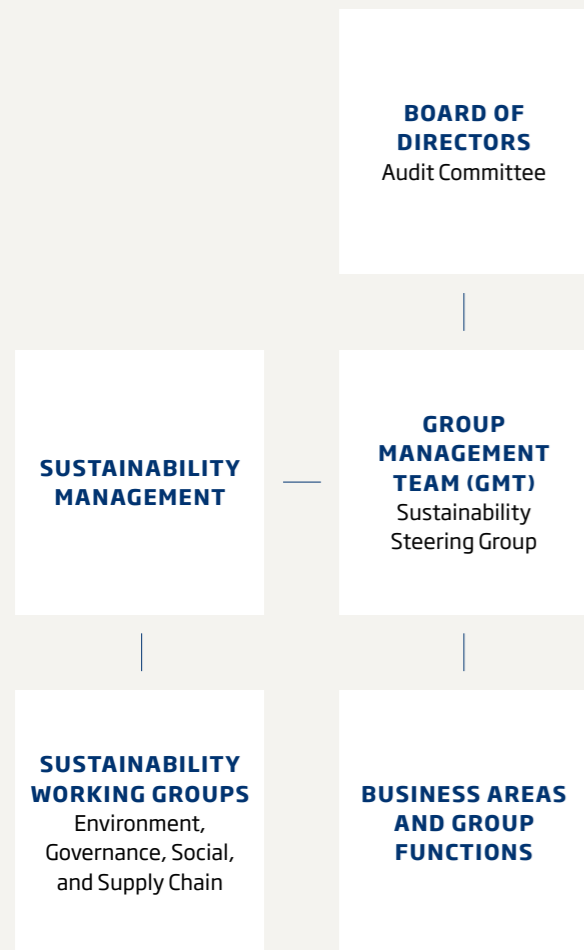 BOARD OF
DIRECTORS
Audit Committee
SUSTAINABILITY
MANAGEMENT
GROUP
MANAGEMENT
TEAM (GMT)
Sustainability
Steering Group
SUSTAINABILITY
WORKING GROUPS
Environment,
Governance, Social,
and Supply Chain
BUSINESS AREAS
AND GROUP
FUNCTIONS